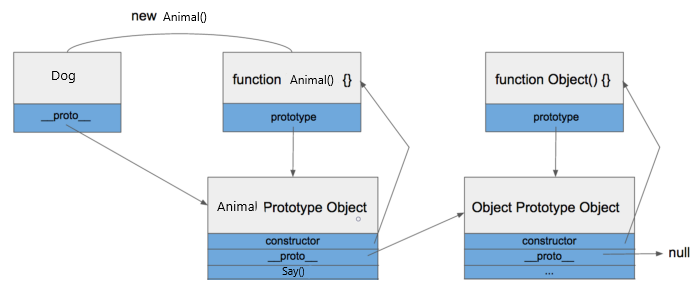 new Animal()
Dog
__proto__
function Animal() {}
prototype
function Object() {}
prototype
Animal Prototype Object
constructor
__proto__
Say()
Object Prototype Object
constructor
__proto__
...
null